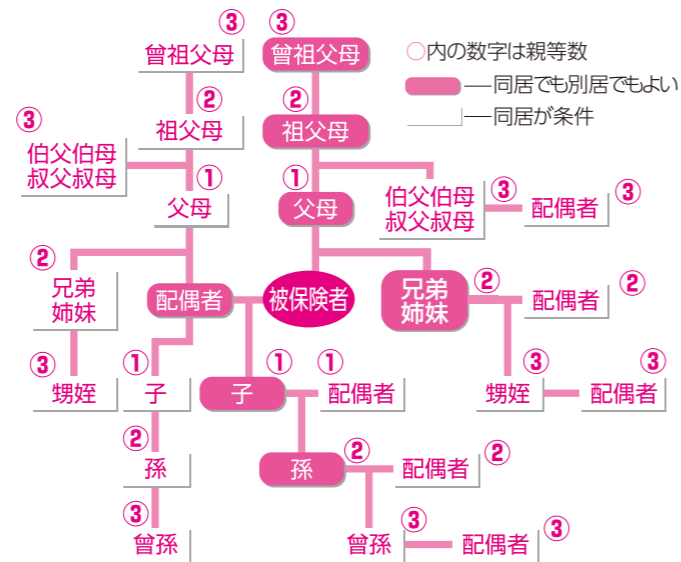 ③
曾祖父母
③
曾祖父母
○内の数字は親等数
―同居でも別居でもよい
―同居が条件
②
祖父母
②
祖父母
③
伯父伯母
叔父叔母
①
父母
①
父母
伯父伯母
叔父叔母
③
配偶者
③
②
兄弟
姉妹
配偶者
被保険者
兄弟
姉妹
②
配偶者
②
③
甥姪
①
子
①
子
①
配偶者
③
甥姪
③
配偶者
②
孫
孫
②
配偶者
②
③
曾孫
曾孫
③
配偶者
③